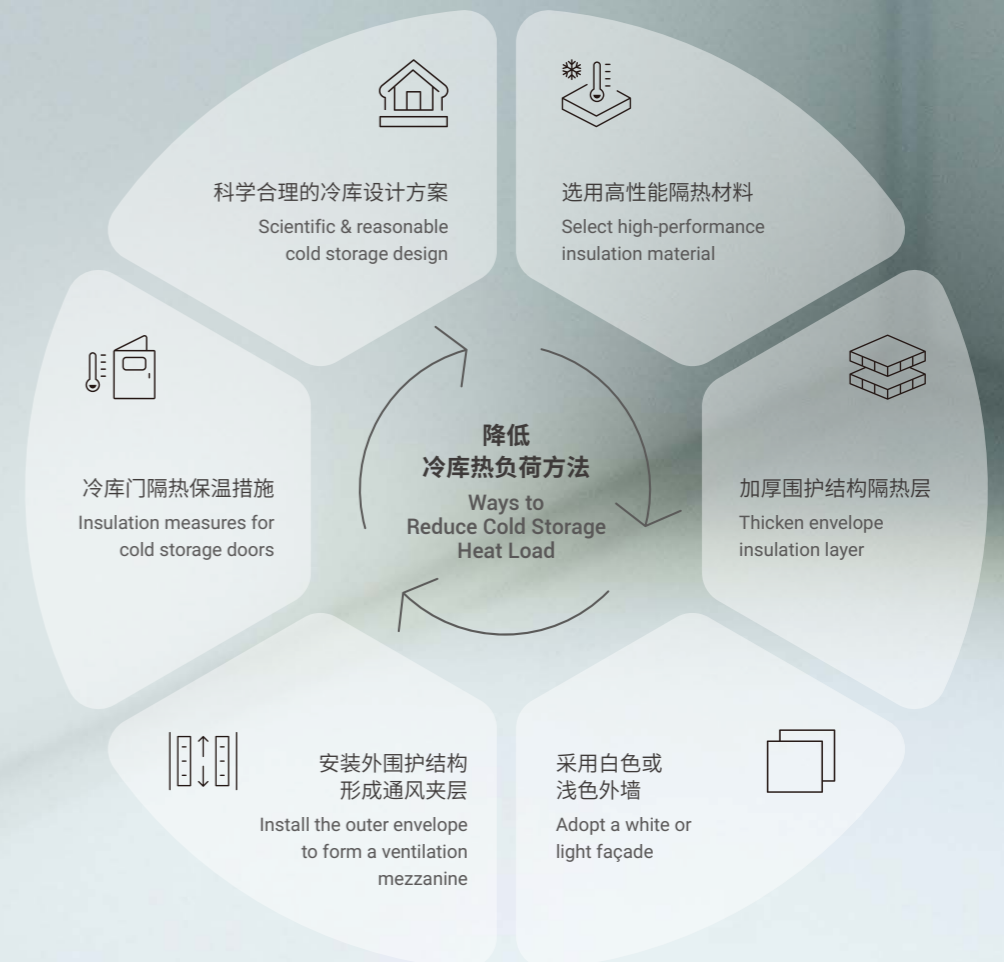 科学合理的冷库设计方案
Scientific & reasonable
cold storage design
选用高性能隔热材料
Select high-performance
insulation material
冷库门隔热保温措施
Insulation measures for
cold storage doors
降低
冷库热负荷方法
Ways to
Reduce Cold Storage
Heat Load
加厚围护结构隔热层
Thicken envelope
insulation layer
安装外围护结构
形成通风夹层
Install the outer envelope
to form a ventilation
mezzanine
采用白色或
浅色外墙
Adopt a white or
light façade